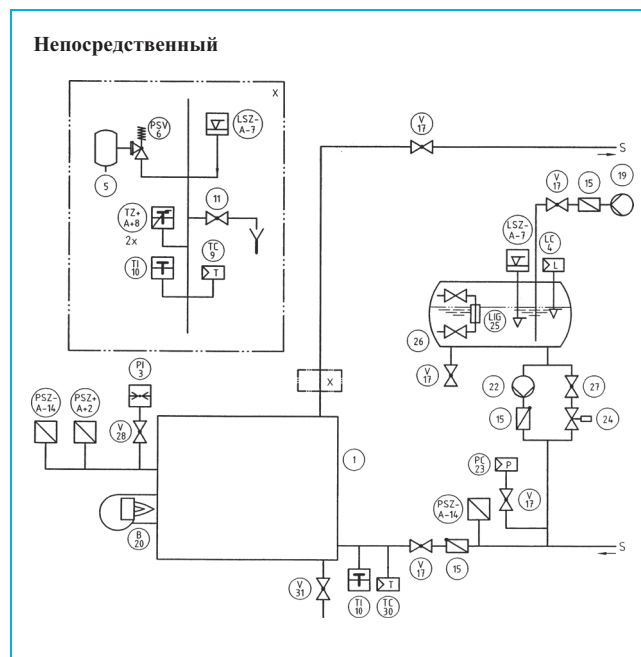 Непосредственный
X
PSV
6
LSZ-
A-7
5
11
TZ+
A+8
2x
TI
10
TC
9
T
V
17
S
V
17
15
19
LSZ-
A-7
LC
4
L
LIG
25
26
V
17
22
27
15
24
X
PI
3
PSZ-
A-14
PSZ+
A+2
V
28
1
B
20
PC
23
P
V
17
PSZ-
A-14
S
V
31
TI
10
T
TC
30
V
17
15